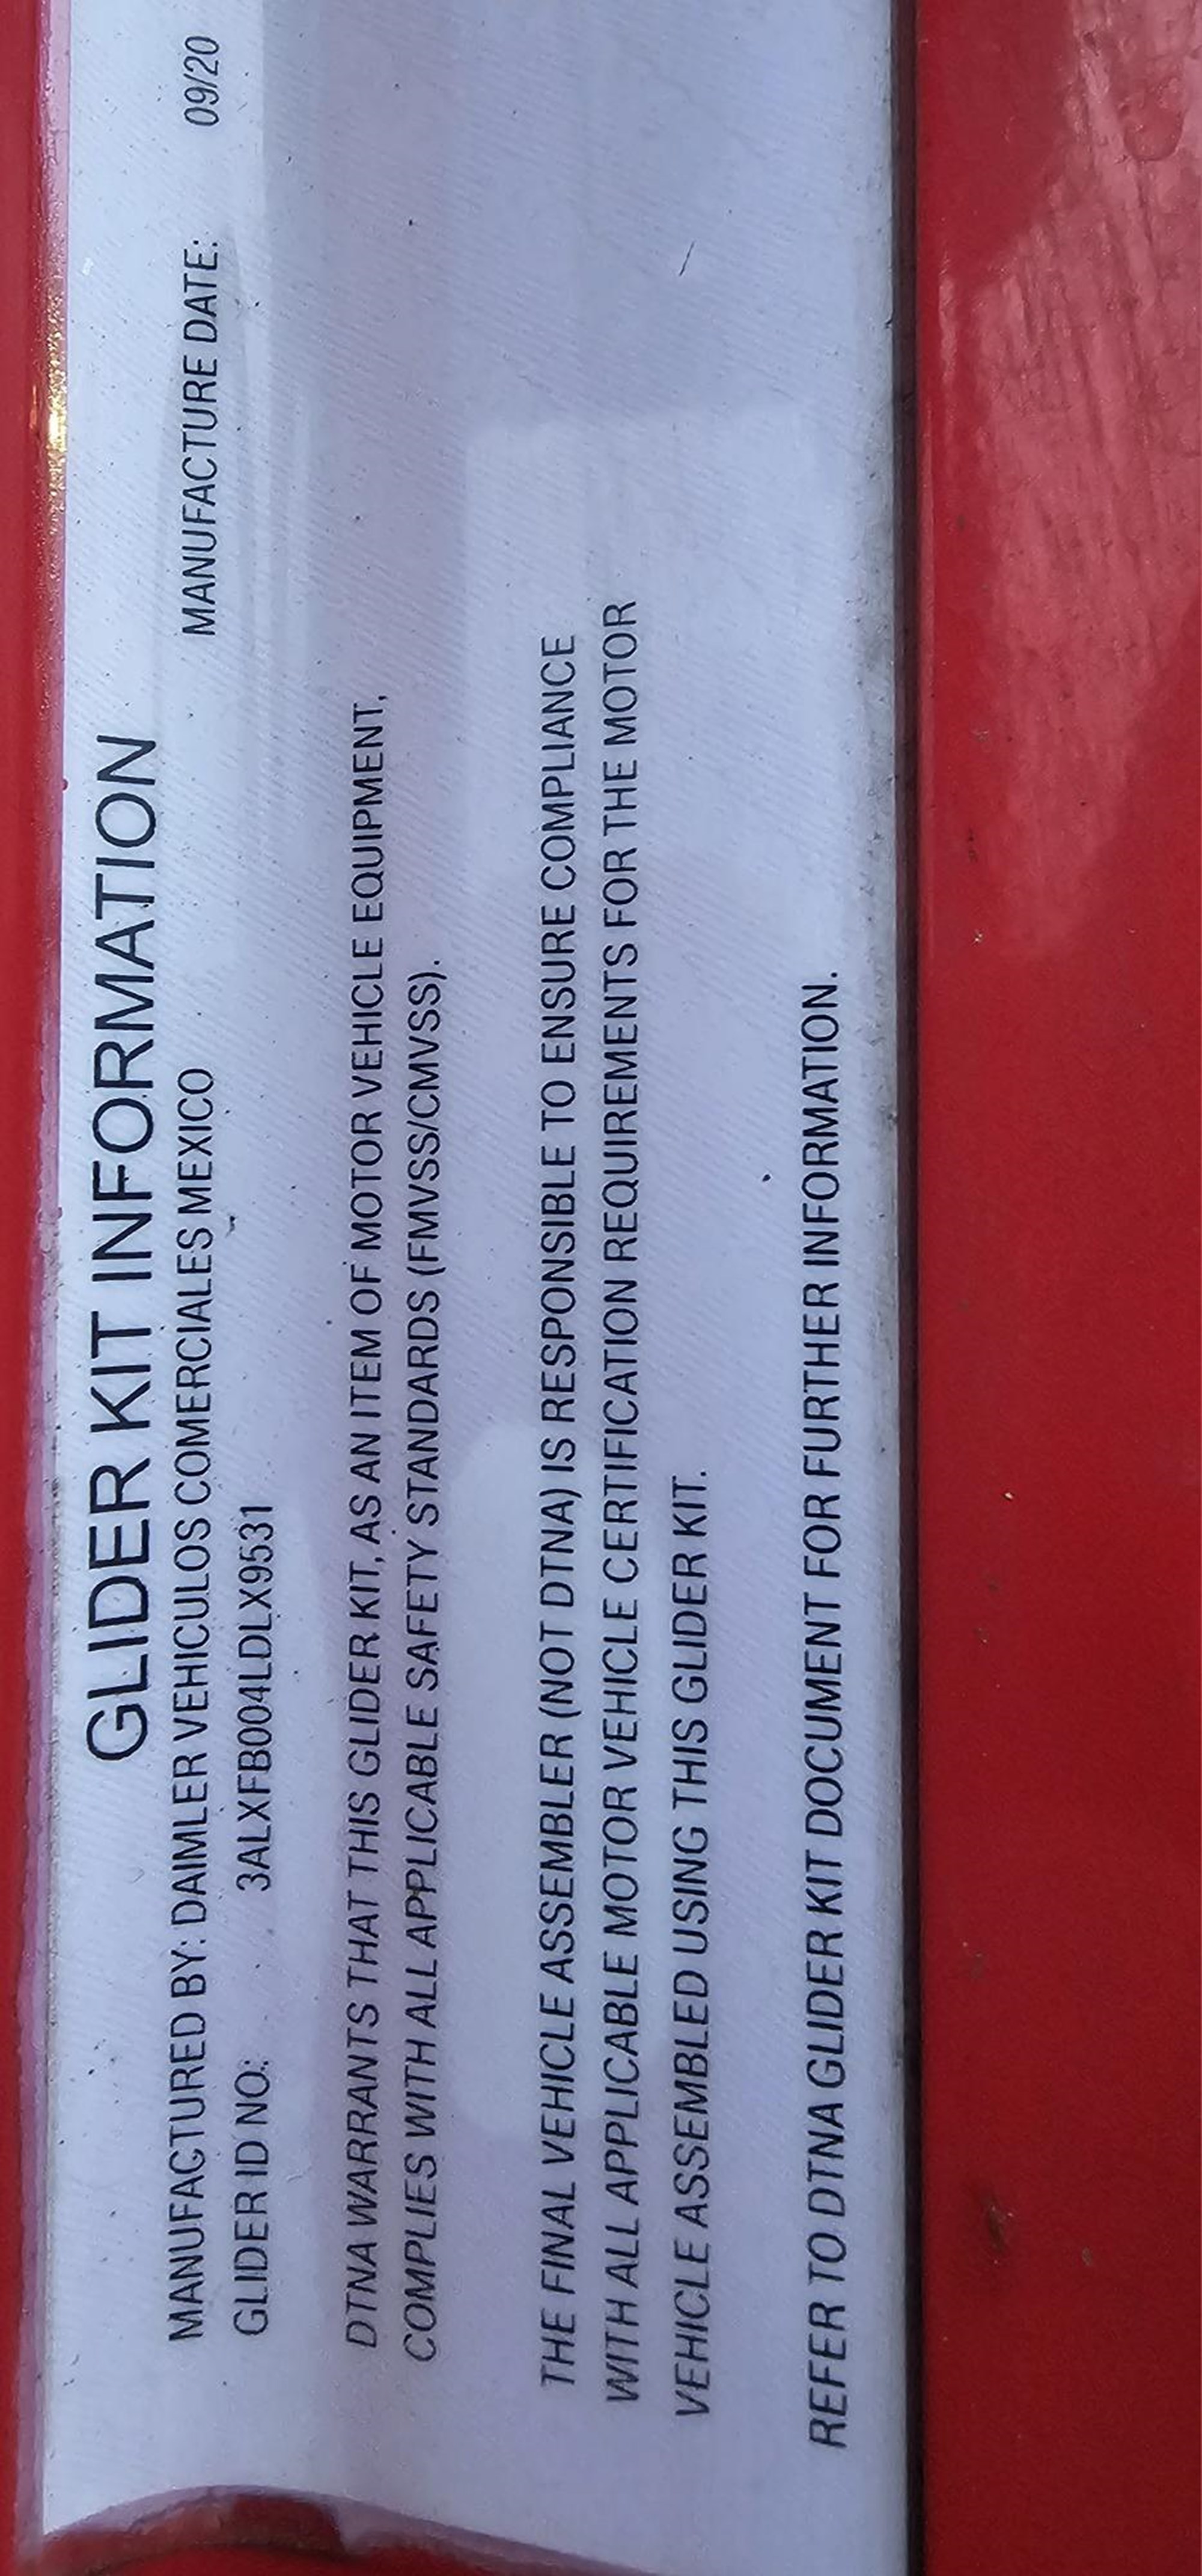 GLIDER KIT INFORMATION
MANUFACTURED BY: DAIMLER VEHICULOS COMERCIALES MEXICO MANUFACTURE DATE: 09/20
GLIDER ID NO: 3ALXFB004LDLX9531
DTNA WARRANTS THAT THIS GLIDER KIT, AS AN ITEM OF MOTOR VEHICLE EQUIPMENT,
COMPLIES WITH ALL APPLICABLE SAFETY STANDARDS (FMVSS/CMVSS).
THE FINAL VEHICLE ASSEMBLER (NOT DTNA) IS RESPONSIBLE TO ENSURE COMPLIANCE
WITH ALL APPLICABLE MOTOR VEHICLE CERTIFICATION REQUIREMENTS FOR THE MOTOR
VEHICLE ASSEMBLED USING THIS GLIDER KIT.
REFER TO DTNA GLIDER KIT DOCUMENT FOR FURTHER INFORMATION.